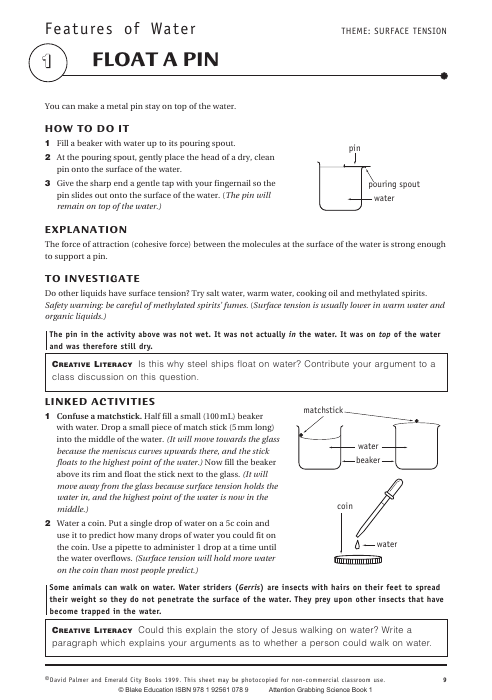 Features of Water
THEME: SURFACE TENSION
1
FLOAT A PIN
You can make a metal pin stay on top of the water.
HOW TO DO IT
1 Fill a beaker with water up to its pouring spout.
2 At the pouring spout, gently place the head of a dry, clean
pin onto the surface of the water.
3 Give the sharp end a gentle tap with your fingernail so the
pin slides out onto the surface of the water. (The pin will
remain on top of the water.)
pin
pouring spout
water
EXPLANATION
The force of attraction (cohesive force) between the molecules at the surface of the water is strong enough
to support a pin.
TO INVESTIGATE
Do other liquids have surface tension? Try salt water, warm water, cooking oil and methylated spirits.
Safety warning: be careful of methylated spirits' fumes. (Surface tension is usually lower in warm water and
organic liquids.)
The pin in the activity above was not wet. It was not actually in the water. It was on top of the water
and was therefore still dry.
CREATIVE LITERACY Is this why steel ships float on water? Contribute your argument to a
class discussion on this question.
LINKED ACTIVITIES
1 Confuse a matchstick. Half fill a small (100 mL) beaker
with water. Drop a small piece of match stick (5 mm long)
into the middle of the water. (It will move towards the glass
because the meniscus curves upwards there, and the stick
floats to the highest point of the water.) Now fill the beaker
above its rim and float the stick next to the glass. (It will
move away from the glass because surface tension holds the
water in, and the highest point of the water is now in the
middle.)
2 Water a coin. Put a single drop of water on a 5c coin and
use it to predict how many drops of water you could fit on
the coin. Use a pipette to administer 1 drop at a time until
the water overflows. (Surface tension will hold more water
on the coin than most people predict.)
matchstick
water
beaker
coin
water
Some animals can walk on water. Water striders (Gerris) are insects with hairs on their feet to spread
their weight so they do not penetrate the surface of the water. They prey upon other insects that have
become trapped in the water.
CREATIVE LITERACY Could this explain the story of Jesus walking on water? Write a
paragraph which explains your arguments as to whether a person could walk on water.
©David Palmer and Emerald City Books 1999. This sheet may be photocopied for non-commercial classroom use.
9
© Blake Education ISBN 978 1 92561 078 9 Attention Grabbing Science Book 1